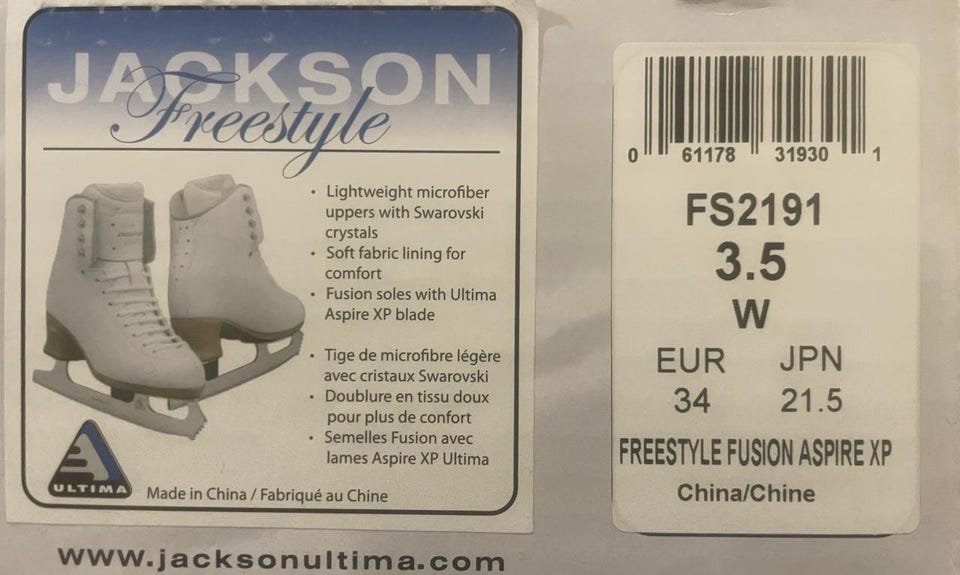 JACKSON
Freestyle
• Lightweight microfiber
uppers with Swarovski
crystals
• Soft fabric lining for
comfort
• Fusion soles with Ultima
Aspire XP blade
• Tige de microfibre légère
avec cristaux Swarovski
• Doublure en tissu doux
pour plus de confort
• Semelles Fusion avec
lames Aspire XP Ultima
ULTIMA
Made in China / Fabriqué au Chine
www.jacksonultima.com
0 61178 31930 1
FS2191
3.5
W
EUR JPN
34 21.5
FREESTYLE FUSION ASPIRE XP
China/Chine